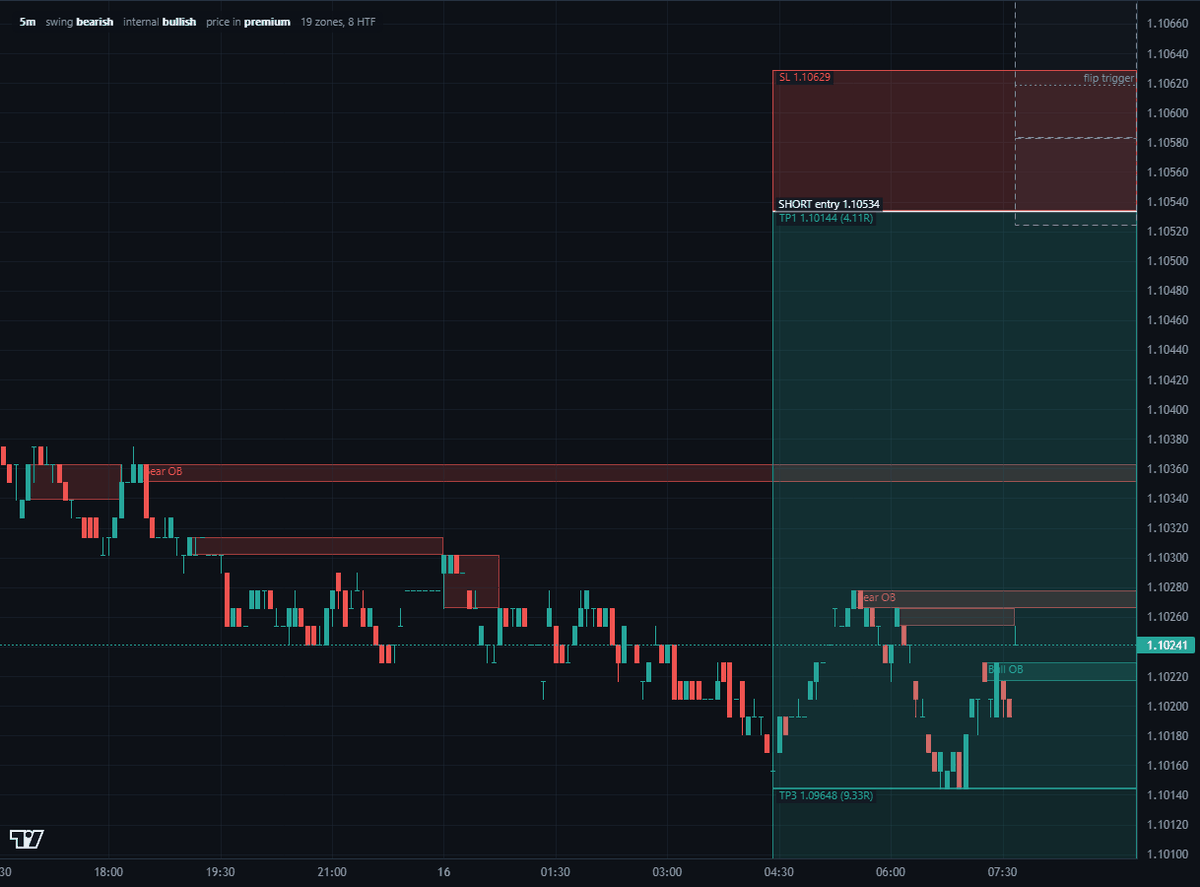 5m swing bearish internal bullish price in premium 19 zones, 8 HTF
1.10660
1.10640
SL 1.10629
flip trigger
1.10620
1.10600
1.10580
1.10560
SHORT entry 1.10534
1.10540
TP1 1.10144 (4.11R)
1.10520
1.10500
1.10480
1.10460
1.10440
1.10420
1.10400
1.10380
ear OB
1.10360
1.10340
1.10320
1.10300
1.10280
ear OB
1.10260
1.10241
Bull OB
1.10220
1.10200
1.10180
1.10160
TP3 1.09648 (9.33R)
1.10140
1.10120
1.10100
30 18:00 19:30 21:00 16 01:30 03:00 04:30 06:00 07:30